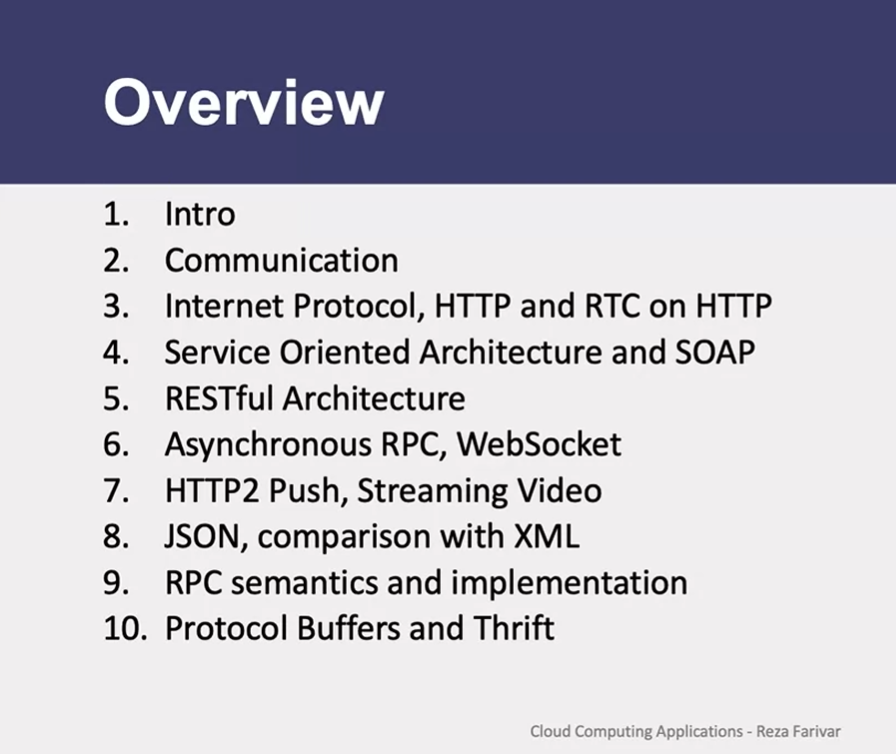 Overview
1. Intro
2. Communication
3. Internet Protocol, HTTP and RTC on HTTP
4. Service Oriented Architecture and SOAP
5. RESTful Architecture
6. Asynchronous RPC, WebSocket
7. HTTP2 Push, Streaming Video
8. JSON, comparison with XML
9. RPC semantics and implementation
10. Protocol Buffers and Thrift
Cloud Computing Applications - Reza Farivar